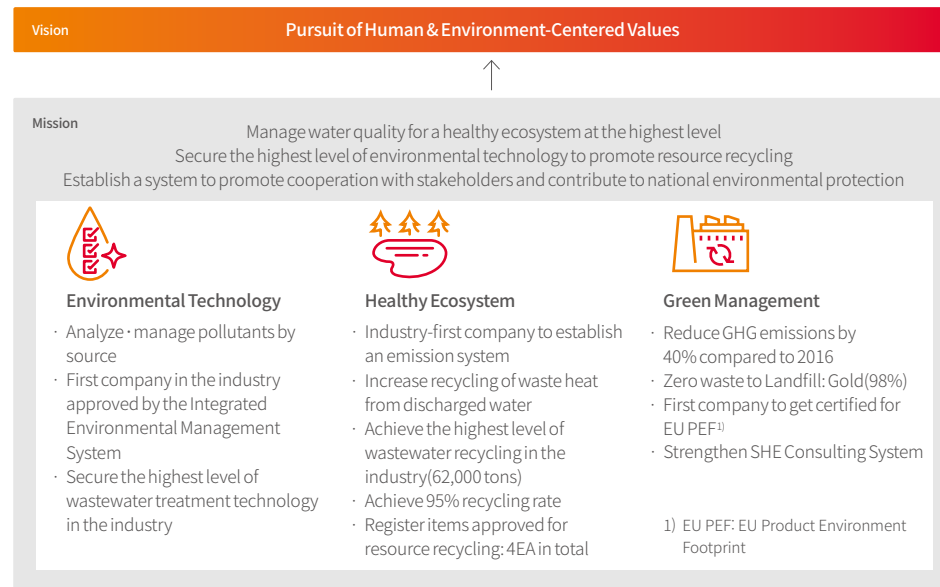 Vision
Pursuit of Human & Environment-Centered Values
Mission
Manage water quality for a healthy ecosystem at the highest level
Secure the highest level of environmental technology to promote resource recycling
Establish a system to promote cooperation with stakeholders and contribute to national environmental protection
Environmental Technology
· Analyze · manage pollutants by
source
· First company in the industry
approved by the Integrated
Environmental Management
System
· Secure the highest level of
wastewater treatment technology
in the industry
Healthy Ecosystem
· Industry-first company to establish
an emission system
· Increase recycling of waste heat
from discharged water
· Achieve the highest level of
wastewater recycling in the
industry(62,000 tons)
· Achieve 95% recycling rate
· Register items approved for
resource recycling: 4EA in total
Green Management
· Reduce GHG emissions by
40% compared to 2016
· Zero waste to Landfill: Gold(98%)
· First company to get certified for
EU PEF1)
· Strengthen SHE Consulting System
1) EU PEF: EU Product Environment
Footprint